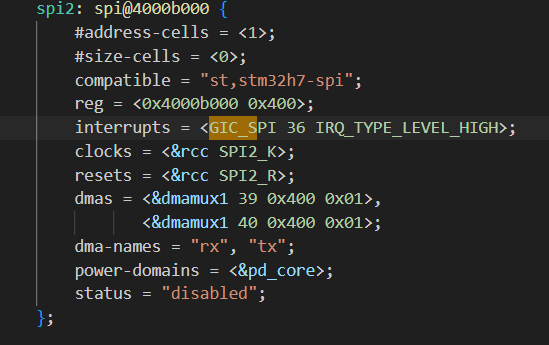 spi2: spi@4000b000 {
#address-cells = <1>;
#size-cells = <0>;
compatible = "st,stm32h7-spi";
reg = <0x4000b000 0x400>;
interrupts = <GIC_SPI 36 IRQ_TYPE_LEVEL_HIGH>;
clocks = <&rcc SPI2_K>;
resets = <&rcc SPI2_R>;
dmas = <&dmamux1 39 0x400 0x01>,
<&dmamux1 40 0x400 0x01>;
dma-names = "rx", "tx";
power-domains = <&pd_core>;
status = "disabled";
};